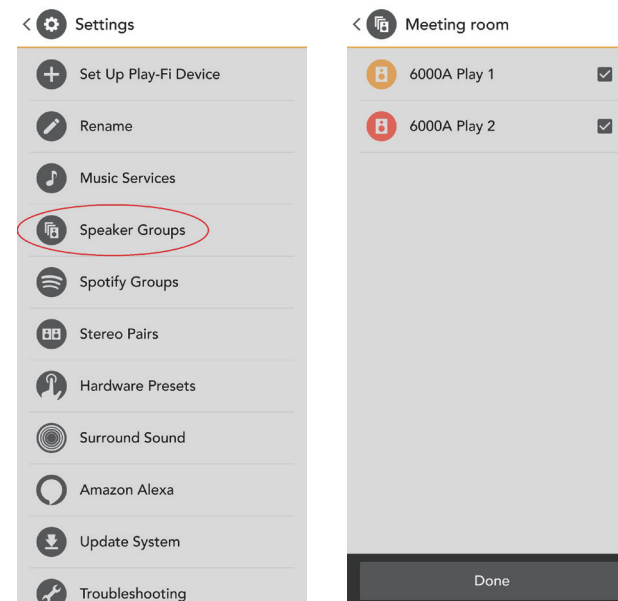 Settings
Set Up Play-Fi Device
Rename
Music Services
Speaker Groups
Spotify Groups
Stereo Pairs
Hardware Presets
Surround Sound
Amazon Alexa
Update System
Troubleshooting
Meeting room
6000A Play 1
6000A Play 2
Done